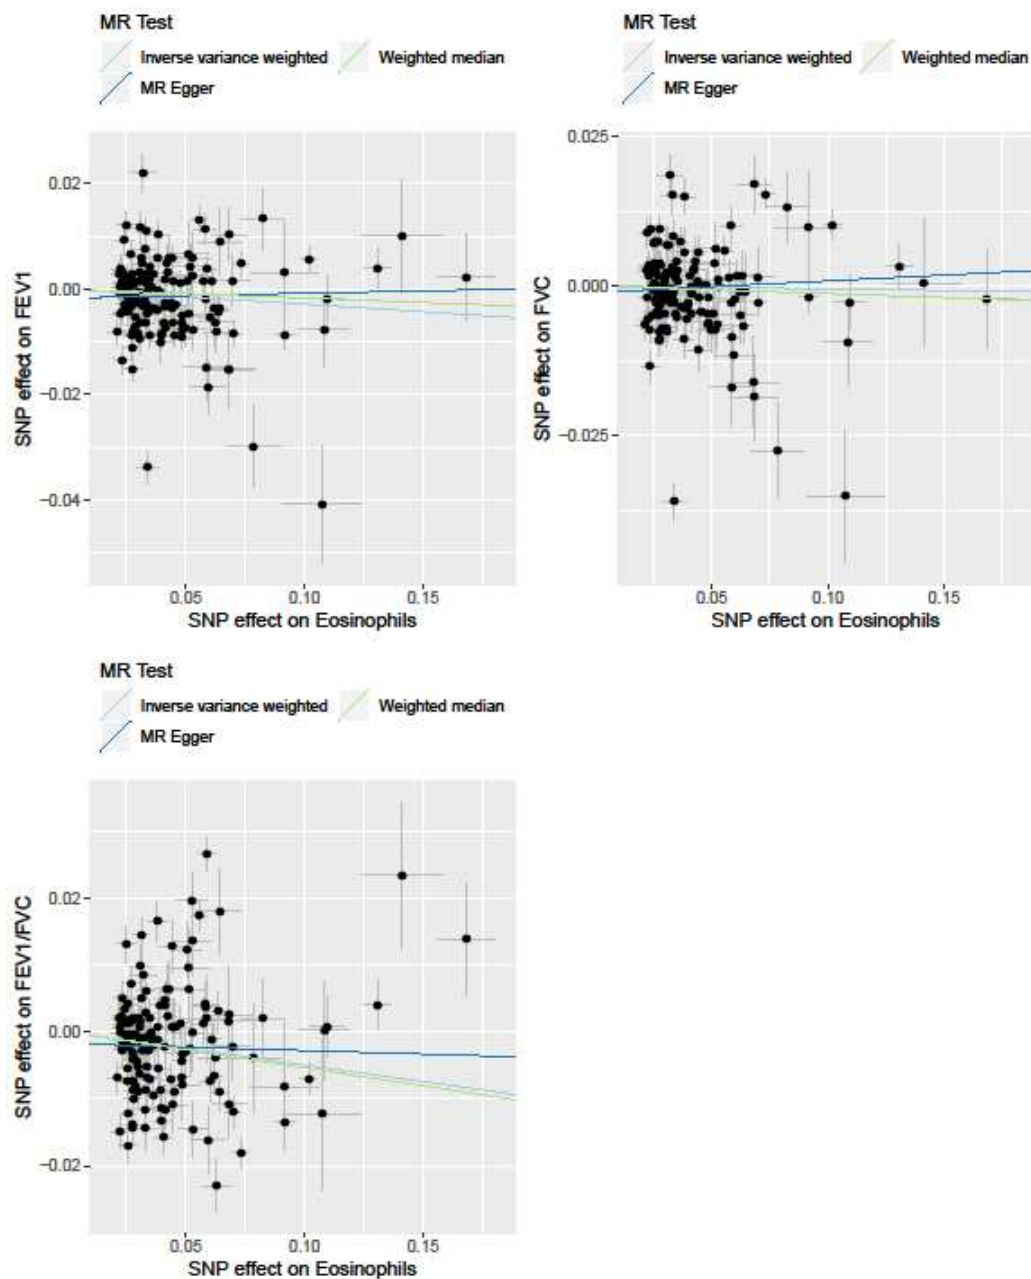 MR Test
Inverse variance weighted
Weighted median
MR Egger
0.02
0.00
−0.02
−0.04
SNP effect on FEV1
0.05
0.10
0.15
SNP effect on Eosinophils
MR Test
Inverse variance weighted
Weighted median
MR Egger
0.025
0.000
−0.025
SNP effect on FVC
0.05
0.10
0.15
SNP effect on Eosinophils
MR Test
Inverse variance weighted
Weighted median
MR Egger
0.02
0.00
−0.02
SNP effect on FEV1/FVC
0.05
0.10
0.15
SNP effect on Eosinophils